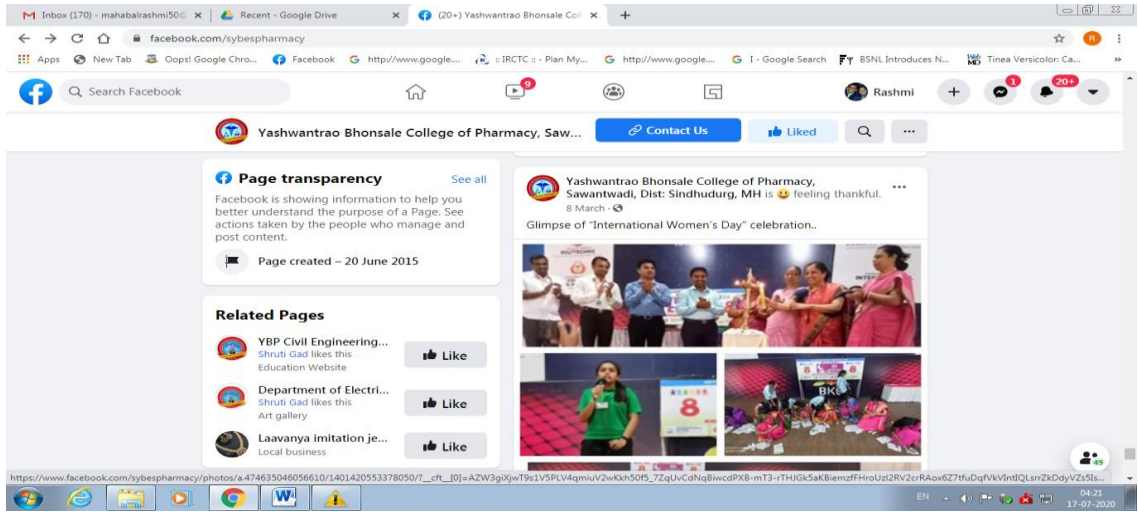 Inbox (170) - mahabalrashmi50@
Recent - Google Drive
(20+) Yashwantrao Bhonsale Coll
facebook.com/sybespharmacy
Apps
New Tab
Oops! Google Chro...
Facebook
http://www.google....
:: IRCTC :: - Plan My...
http://www.google....
I - Google Search
BSNL Introduces N...
Tinea Versicolor: Ca...
Search Facebook
9
Rashmi
1
20+
Yashwantrao Bhonsale College of Pharmacy, Saw...
Contact Us
Liked
Page transparency
See all
Facebook is showing information to help you
better understand the purpose of a Page. See
actions taken by the people who manage and
post content.
Page created – 20 June 2015
Related Pages
YBP Civil Engineering...
Shruti Gad likes this
Education Website
Like
Department of Electri...
Shruti Gad likes this
Art gallery
Like
Laavanya imitation je...
Local business
Like
Yashwantrao Bhonsale College of Pharmacy,
Sawantwadi, Dist: Sindhudurg, MH is feeling thankful.
8 March
Glimpse of "International Women's Day" celebration..
POLYTECHNIC
8
8
8
BK
49
EN
04:21
17-07-2020